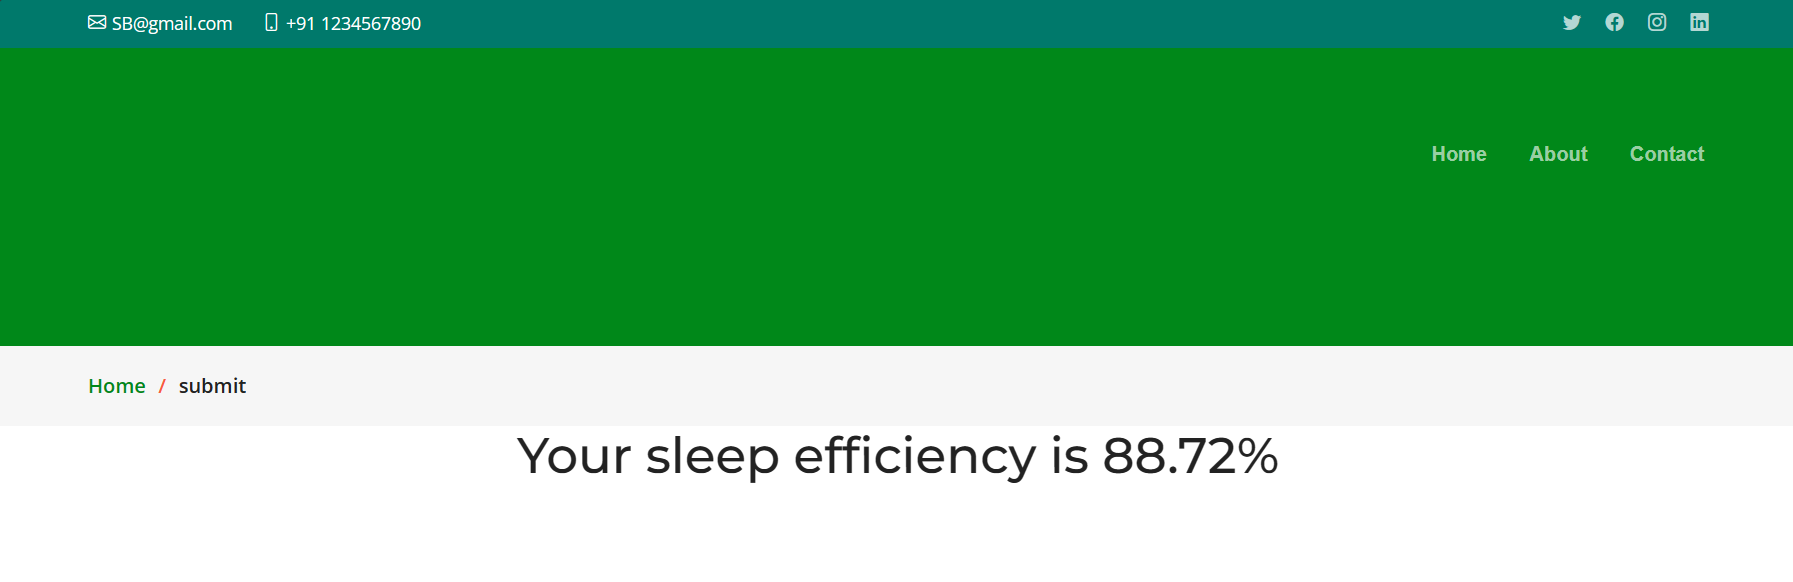 SB@gmail.com +91 1234567890
Home About Contact
Home / submit
Your sleep efficiency is 88.72%